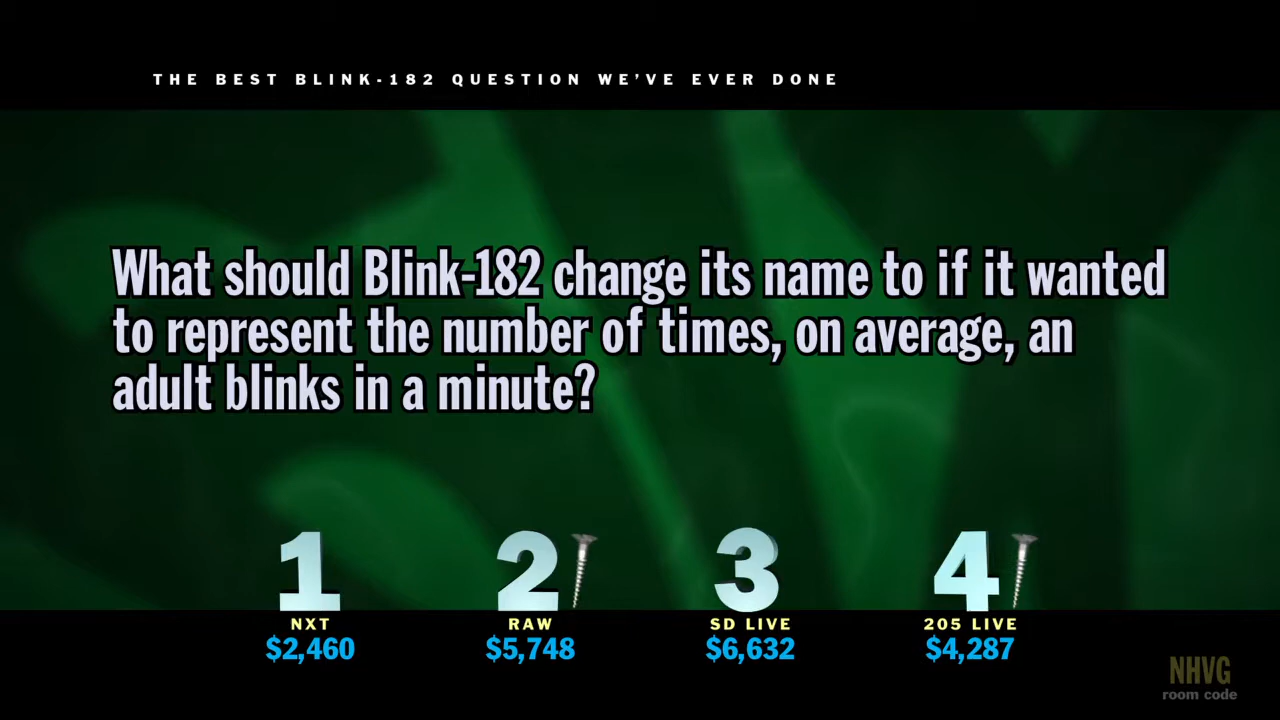 THE BEST BLINK-182 QUESTION WE'VE EVER DONE
What should Blink-182 change its name to if it wanted
to represent the number of times, on average, an
adult blinks in a minute?
1 2 3 4
NXT RAW SD LIVE 205 LIVE
$2,460 $5,748 $6,632 $4,287
NHVG
room code